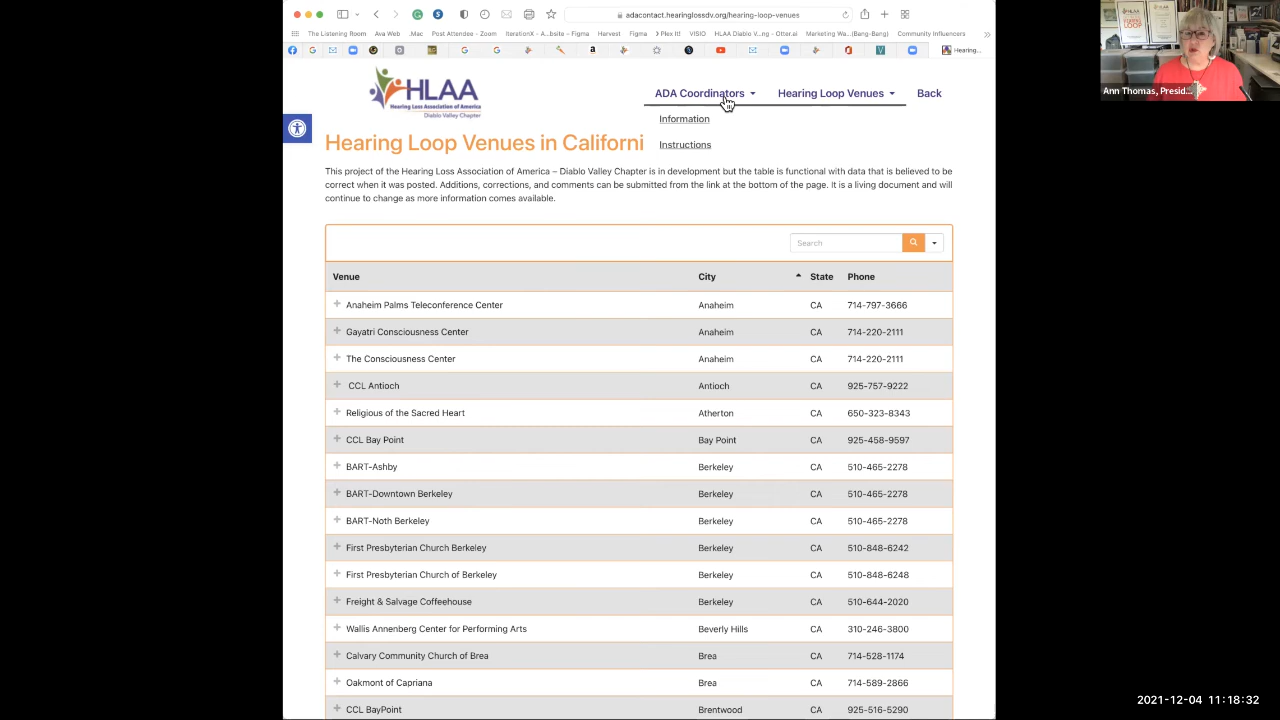 adacontact.hearinglossdv.org/hearing-loop-venues
The Listening Room Ava Web .Mac Post Attendee - Zoom IterationX - A...bsite – Figma Harvest Figma Plex It! HLAA Diablo V...ng - Otter.ai Marketing Wa...(Bang-Bang) Community Influencers
Hearing...
HLAA
Hearing Loss Association of America
Diablo Valley Chapter
ADA Coordinators Hearing Loop Venues Back
Information
Instructions
Hearing Loop Venues in Californi
This project of the Hearing Loss Association of America – Diablo Valley Chapter is in development but the table is functional with data that is believed to be
correct when it was posted. Additions, corrections, and comments can be submitted from the link at the bottom of the page. It is a living document and will
continue to change as more information comes available.
Search
Venue City State Phone
Anaheim Palms Teleconference Center Anaheim CA 714-797-3666
Gayatri Consciousness Center Anaheim CA 714-220-2111
The Consciousness Center Anaheim CA 714-220-2111
CCL Antioch Antioch CA 925-757-9222
Religious of the Sacred Heart Atherton CA 650-323-8343
CCL Bay Point Bay Point CA 925-458-9597
BART-Ashby Berkeley CA 510-465-2278
BART-Downtown Berkeley Berkeley CA 510-465-2278
BART-Noth Berkeley Berkeley CA 510-465-2278
First Presbyterian Church Berkeley Berkeley CA 510-848-6242
First Presbyterian Church of Berkeley Berkeley CA 510-848-6248
Freight & Salvage Coffeehouse Berkeley CA 510-644-2020
Wallis Annenberg Center for Performing Arts Beverly Hills CA 310-246-3800
Calvary Community Church of Brea Brea CA 714-528-1174
Oakmont of Capriana Brea CA 714-589-2866
CCL BayPoint Brentwood CA 925-516-5290
Ann Thomas, Presid...
2021-12-04 11:18:32